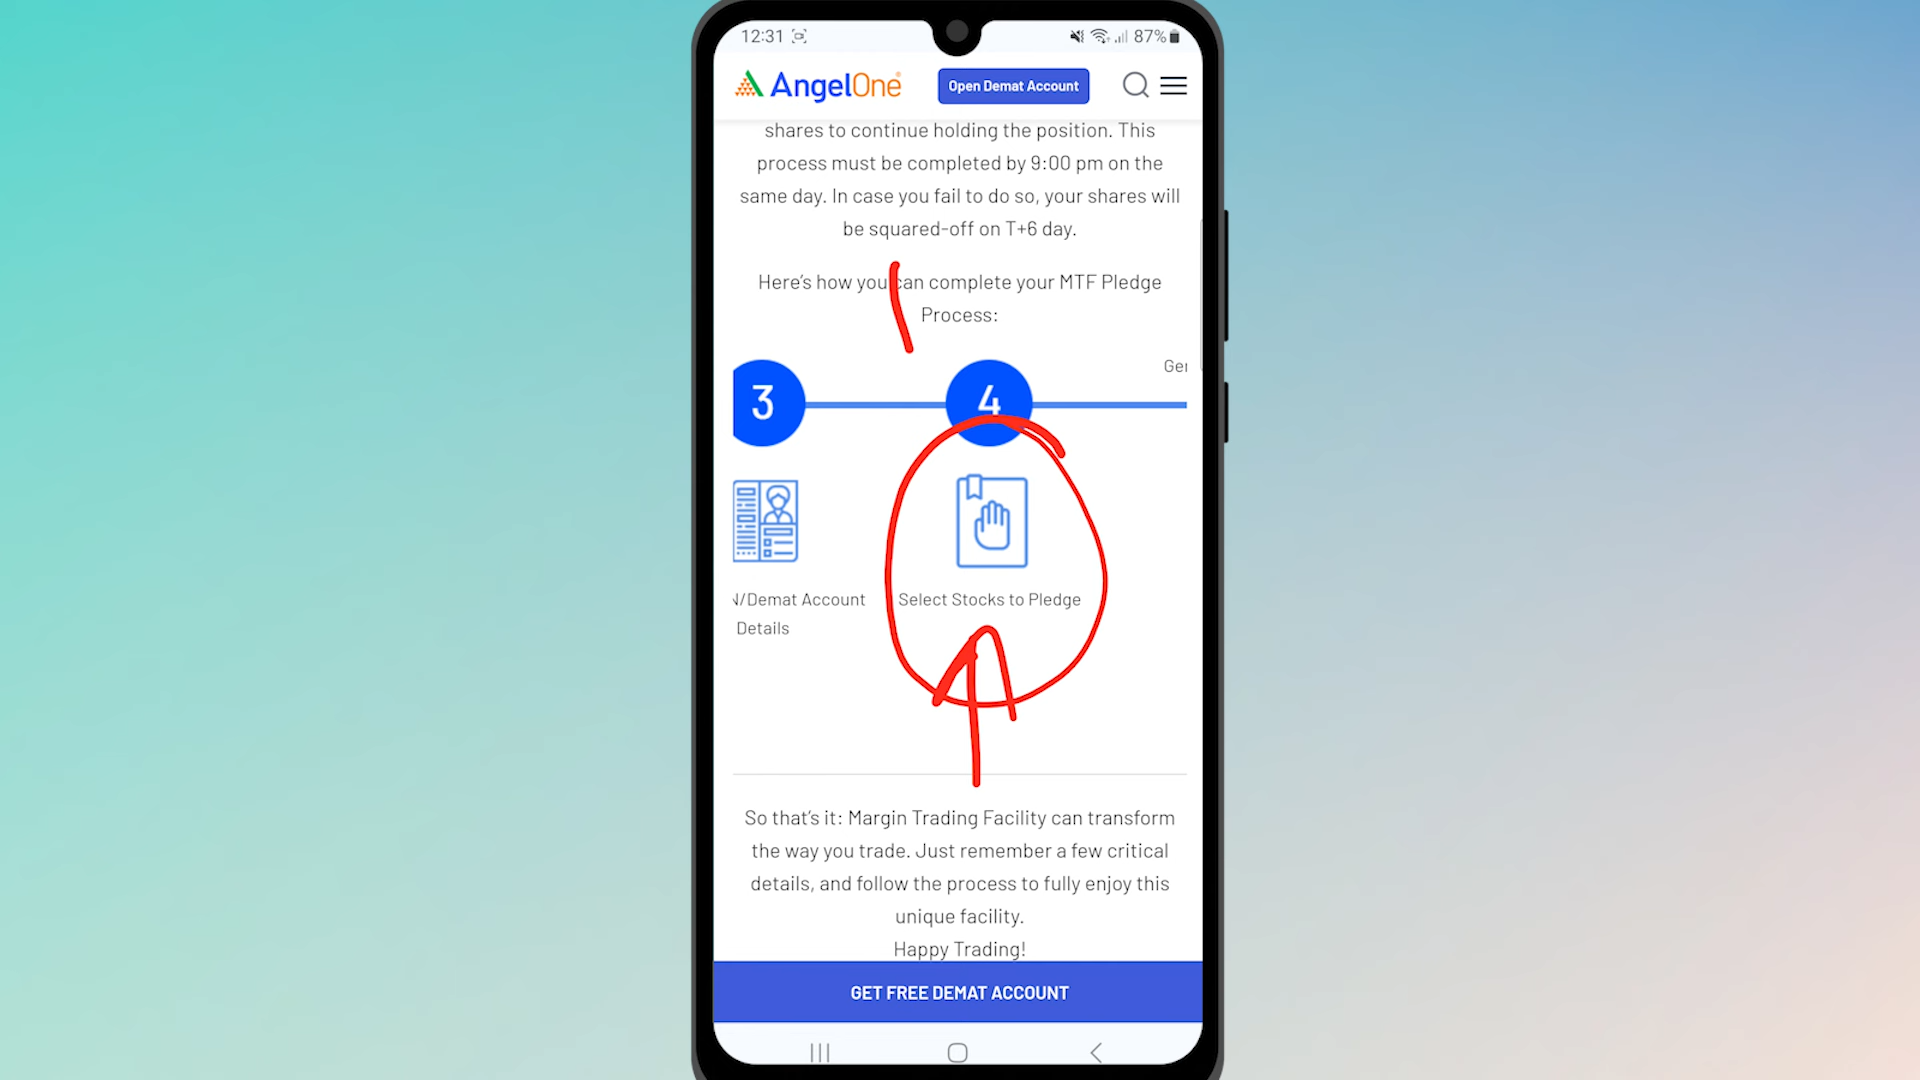 12:31 87%
AngelOne Open Demat Account
shares to continue holding the position. This
process must be completed by 9:00 pm on the
same day. In case you fail to do so, your shares will
be squared-off on T+6 day.
Here's how you can complete your MTF Pledge
Process:
Ger
3 4
/Demat Account
Details
Select Stocks to Pledge
So that's it: Margin Trading Facility can transform
the way you trade. Just remember a few critical
details, and follow the process to fully enjoy this
unique facility.
Happy Trading!
GET FREE DEMAT ACCOUNT